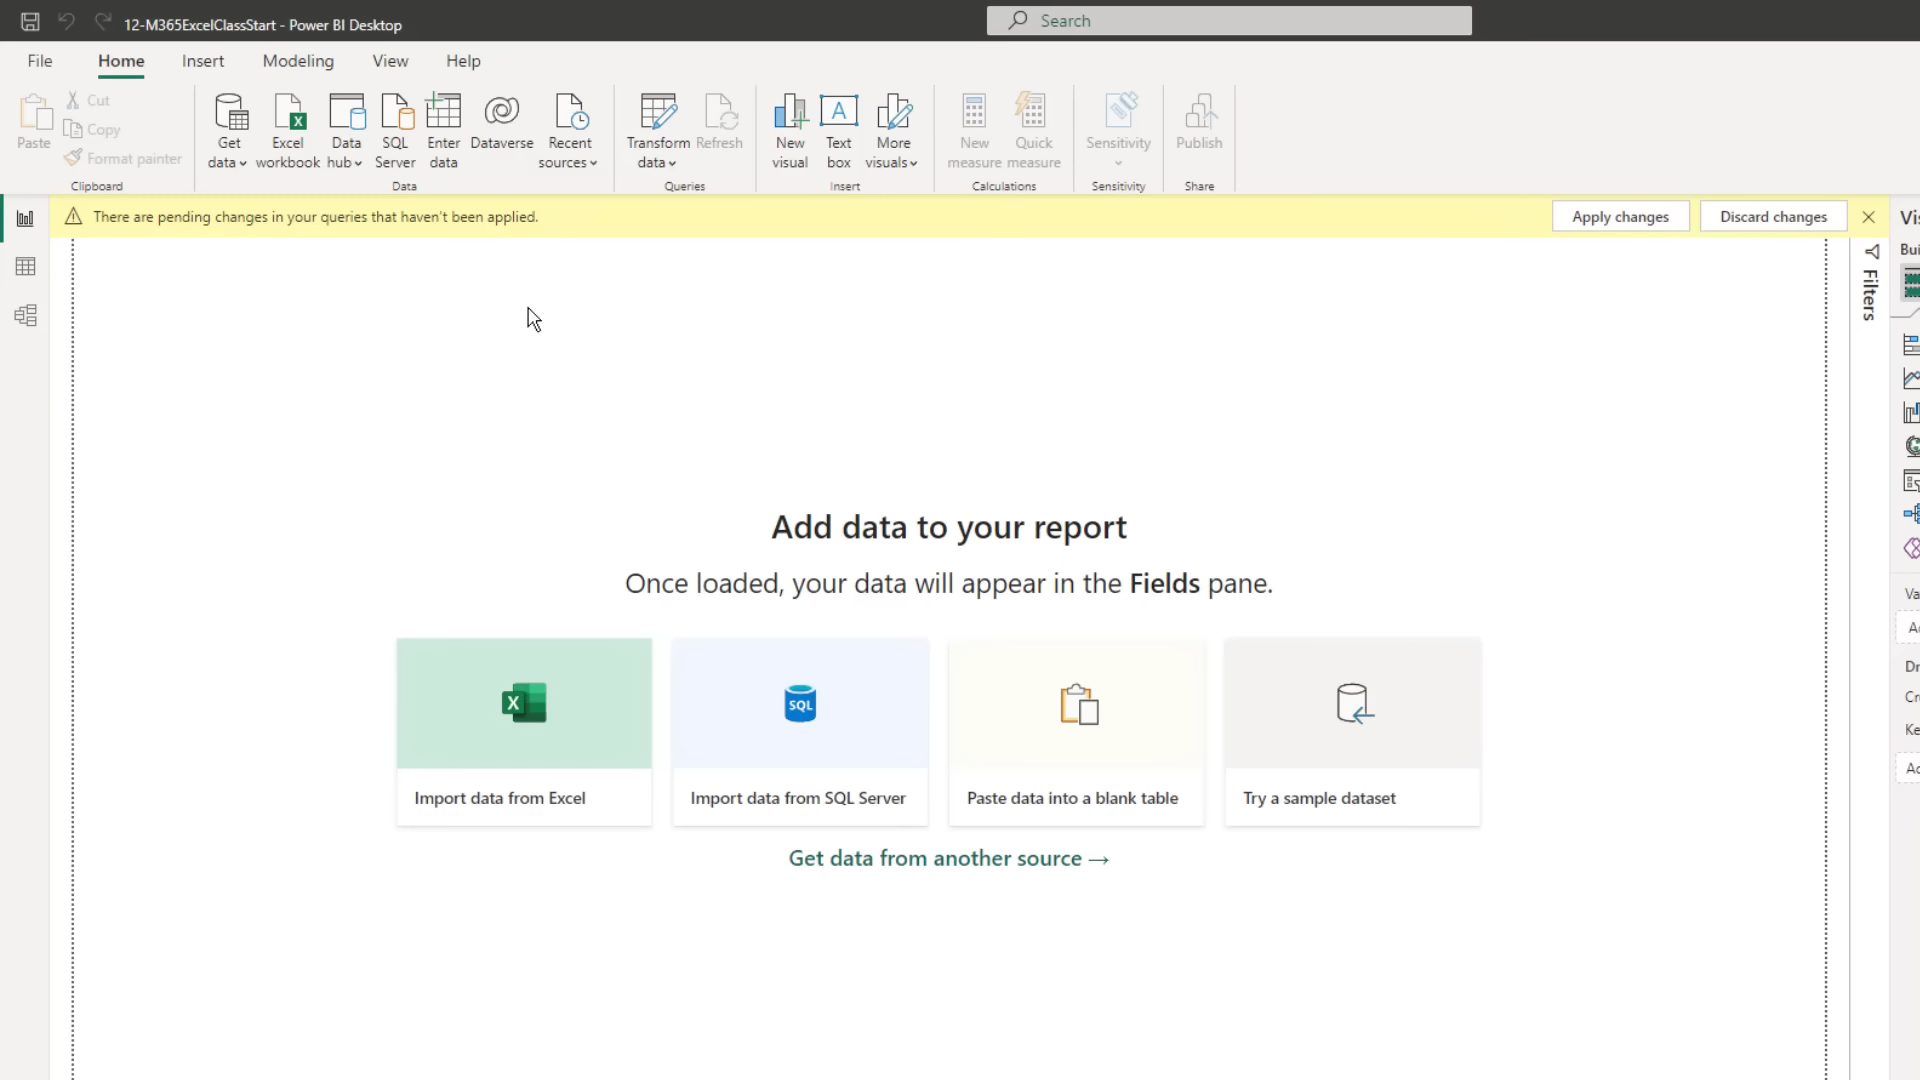 12-M365ExcelClassStart - Power BI Desktop
Search
File Home Insert Modeling View Help
Paste
Cut
Copy
Format painter
Clipboard
Get data
Excel workbook
Data hub
SQL Server
Enter data
Dataverse
Recent sources
Data
Transform data
Refresh
Queries
New visual
Text box
More visuals
Insert
New measure
Quick measure
Calculations
Sensitivity
Sensitivity
Publish
Share
There are pending changes in your queries that haven't been applied.
Apply changes
Discard changes
Filters
Add data to your report
Once loaded, your data will appear in the Fields pane.
X
Import data from Excel
SQL
Import data from SQL Server
Paste data into a blank table
Try a sample dataset
Get data from another source →